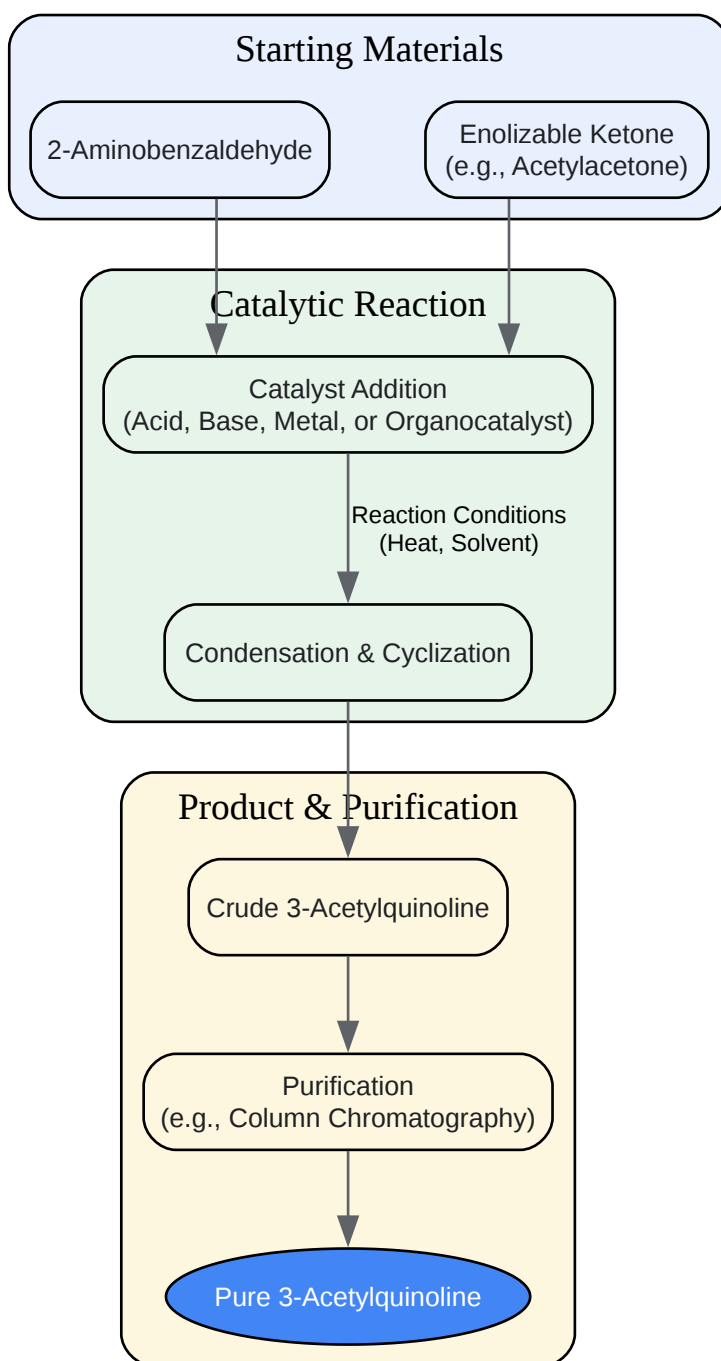 Starting Materials
2-Aminobenzaldehyde
Enolizable Ketone
(e.g., Acetylacetone)
Catalytic Reaction
Catalyst Addition
(Acid, Base, Metal, or Organocatalyst)
Reaction Conditions
(Heat, Solvent)
Condensation & Cyclization
Product & Purification
Crude 3-Acetylquinoline
Purification
(e.g., Column Chromatography)
Pure 3-Acetylquinoline